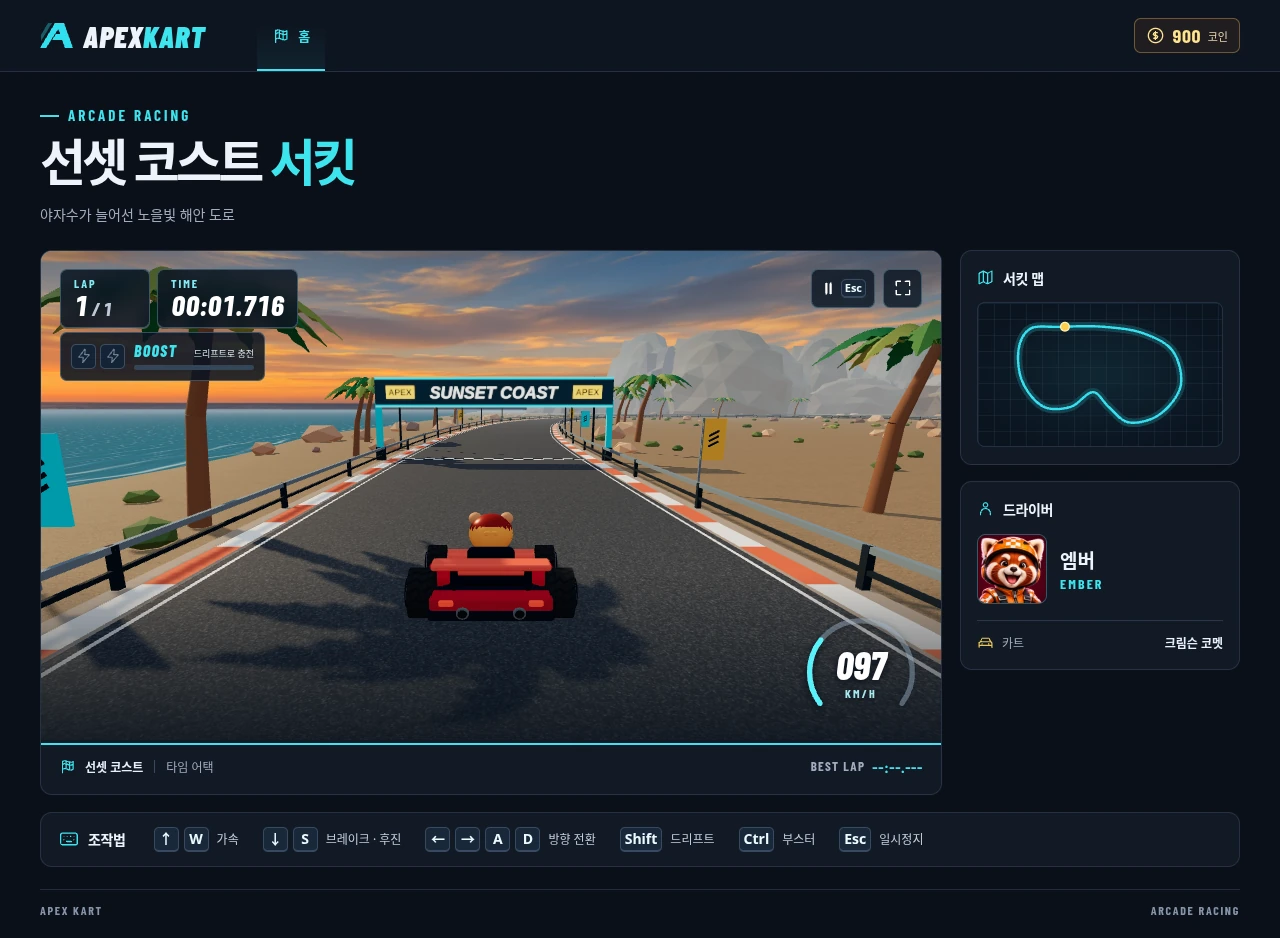 APEXKART
홈
900 코인
ARCADE RACING
선셋 코스트 서킷
야자수가 늘어선 노을빛 해안 도로
LAP
1 / 1
TIME
00:01.716
BOOST
드리프트로 충전
Esc
APEX SUNSET COAST APEX
097
KM/H
선셋 코스트 타임 어택
BEST LAP --:--.---
서킷 맵
드라이버
엠버
EMBER
카트 크림슨 코멧
조작법 ↑ W 가속 ↓ S 브레이크 · 후진 ← → A D 방향 전환 Shift 드리프트 Ctrl 부스터 Esc 일시정지
APEX KART
ARCADE RACING